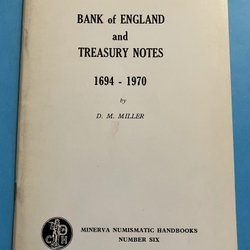 BANK of ENGLAND
and
TREASURY NOTES
1694 - 1970
by
D. M. MILLER
MINERVA NUMISMATIC HANDBOOKS
NUMBER SIX